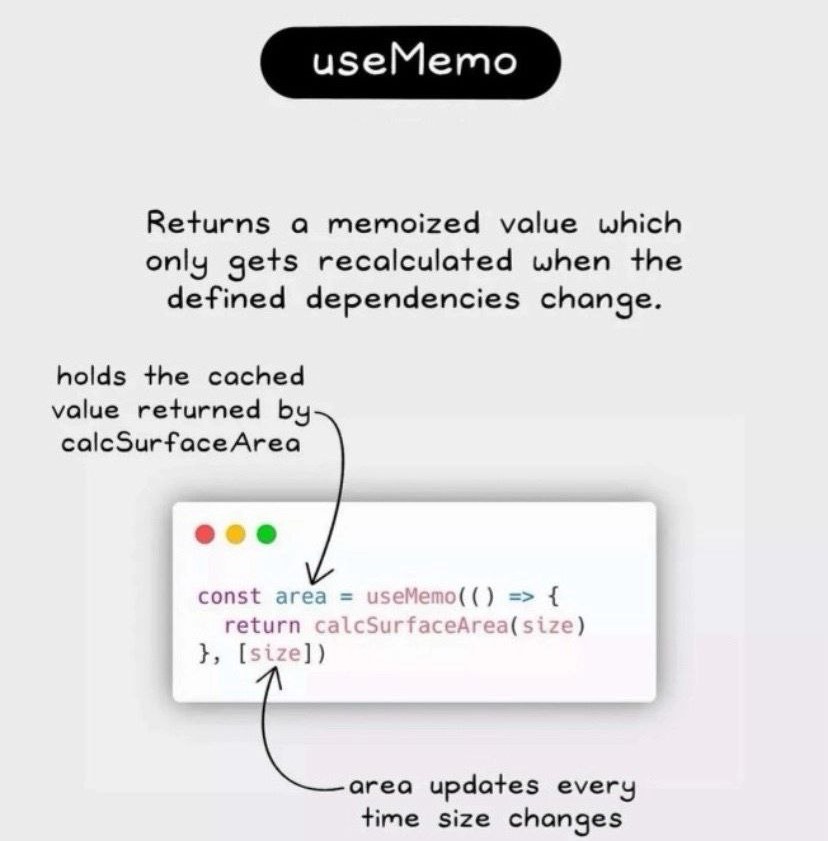 useMemo
Returns a memoized value which
only gets recalculated when the
defined dependencies change.
holds the cached
value returned by
calcSurfaceArea
const area = useMemo(() => {
  return calcSurfaceArea(size)
}, [size])
area updates every
time size changes